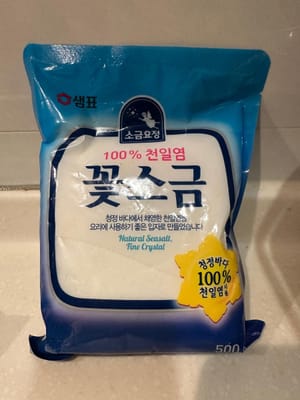 샘표
소금요정
100% 천일염
꽃소금
청정 바다에서 채염한 천일염을
요리에 사용하기 좋은 입자로 만들었습니다
Natural Seasalt,
Fine Crystal
청정바다
100%
천일염
500